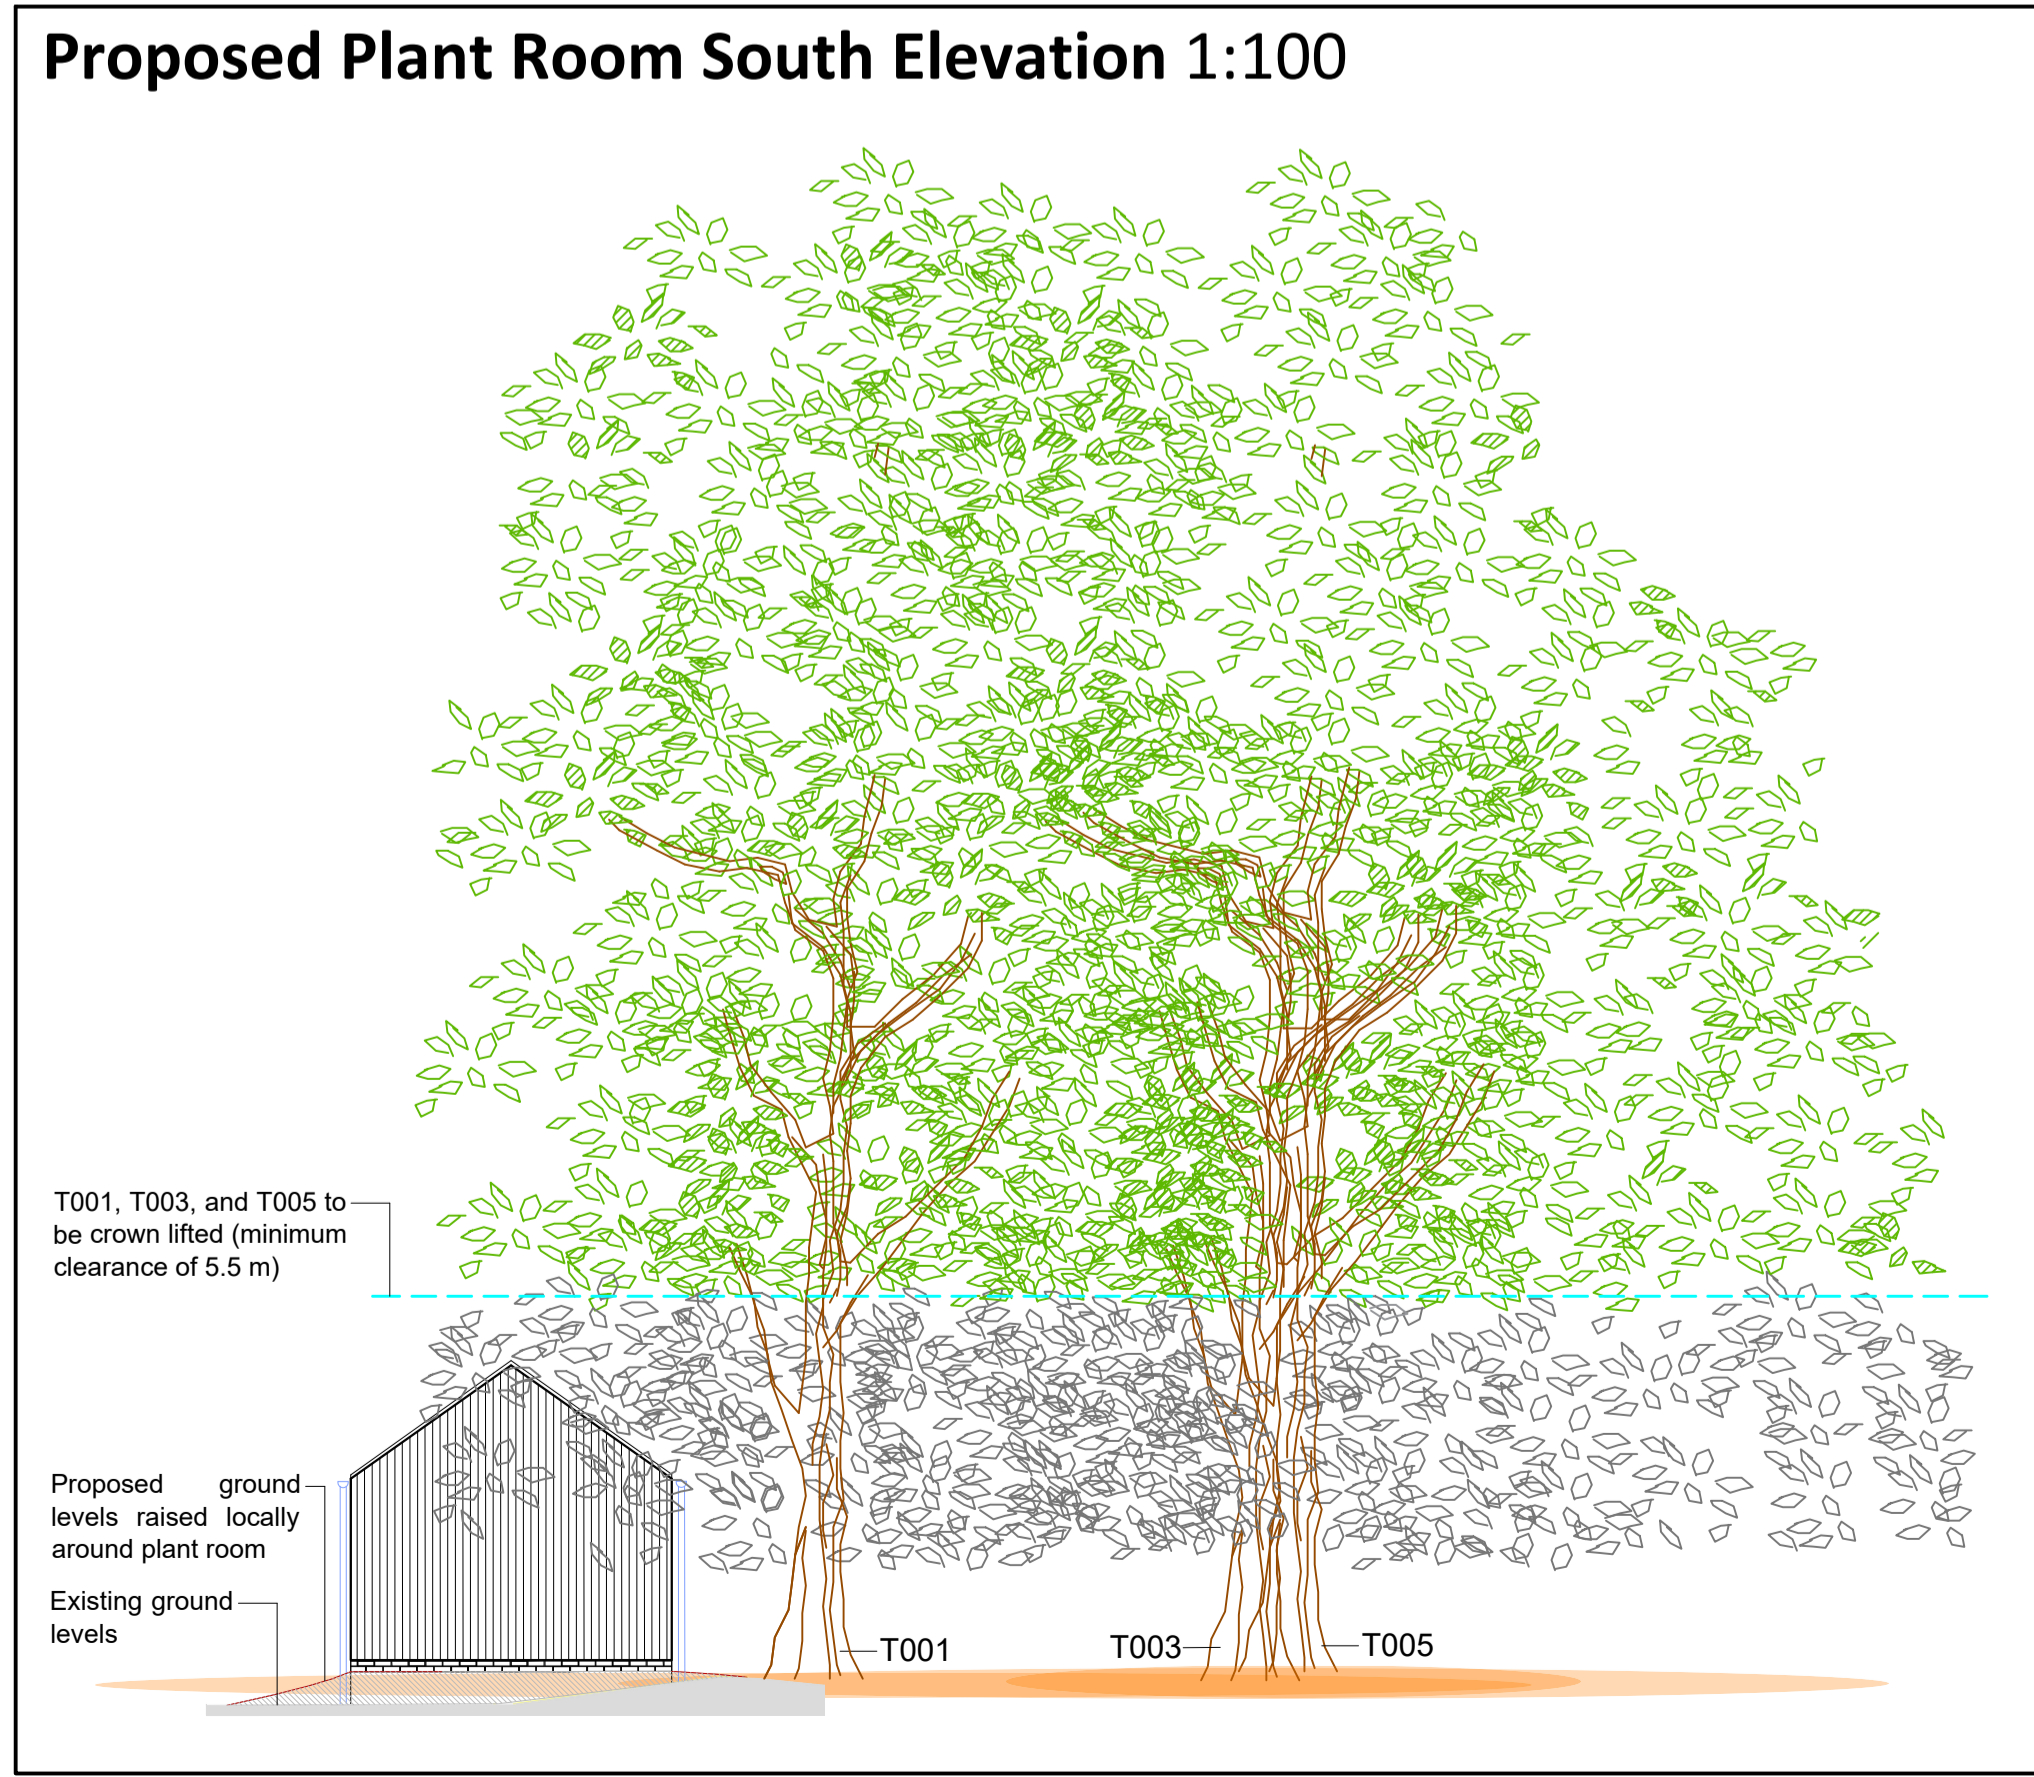 Proposed Plant Room South Elevation 1:100
T001, T003, and T005 to
be crown lifted (minimum
clearance of 5.5 m)
Proposed ground
levels raised locally
around plant room
Existing ground
levels
T001
T003
T005